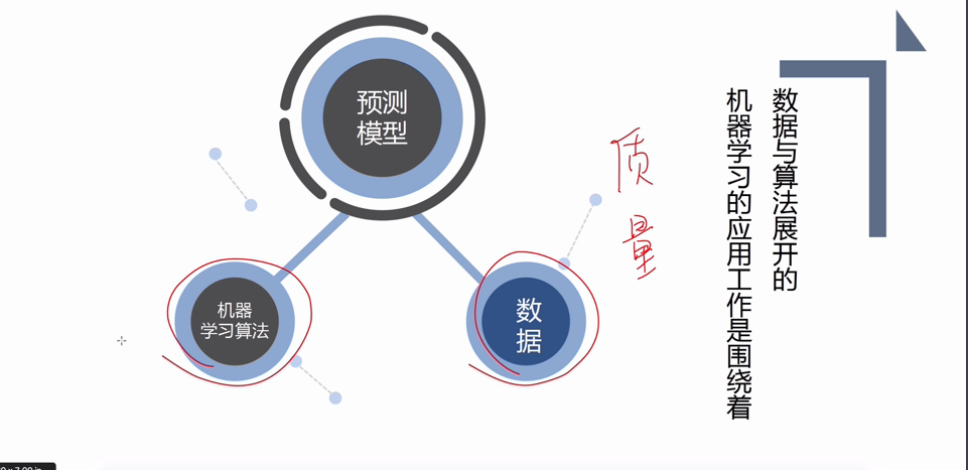 预测
模型
机器
学习算法
数
据
质
量
机器学习的应用工作是围绕着
数据与算法展开的